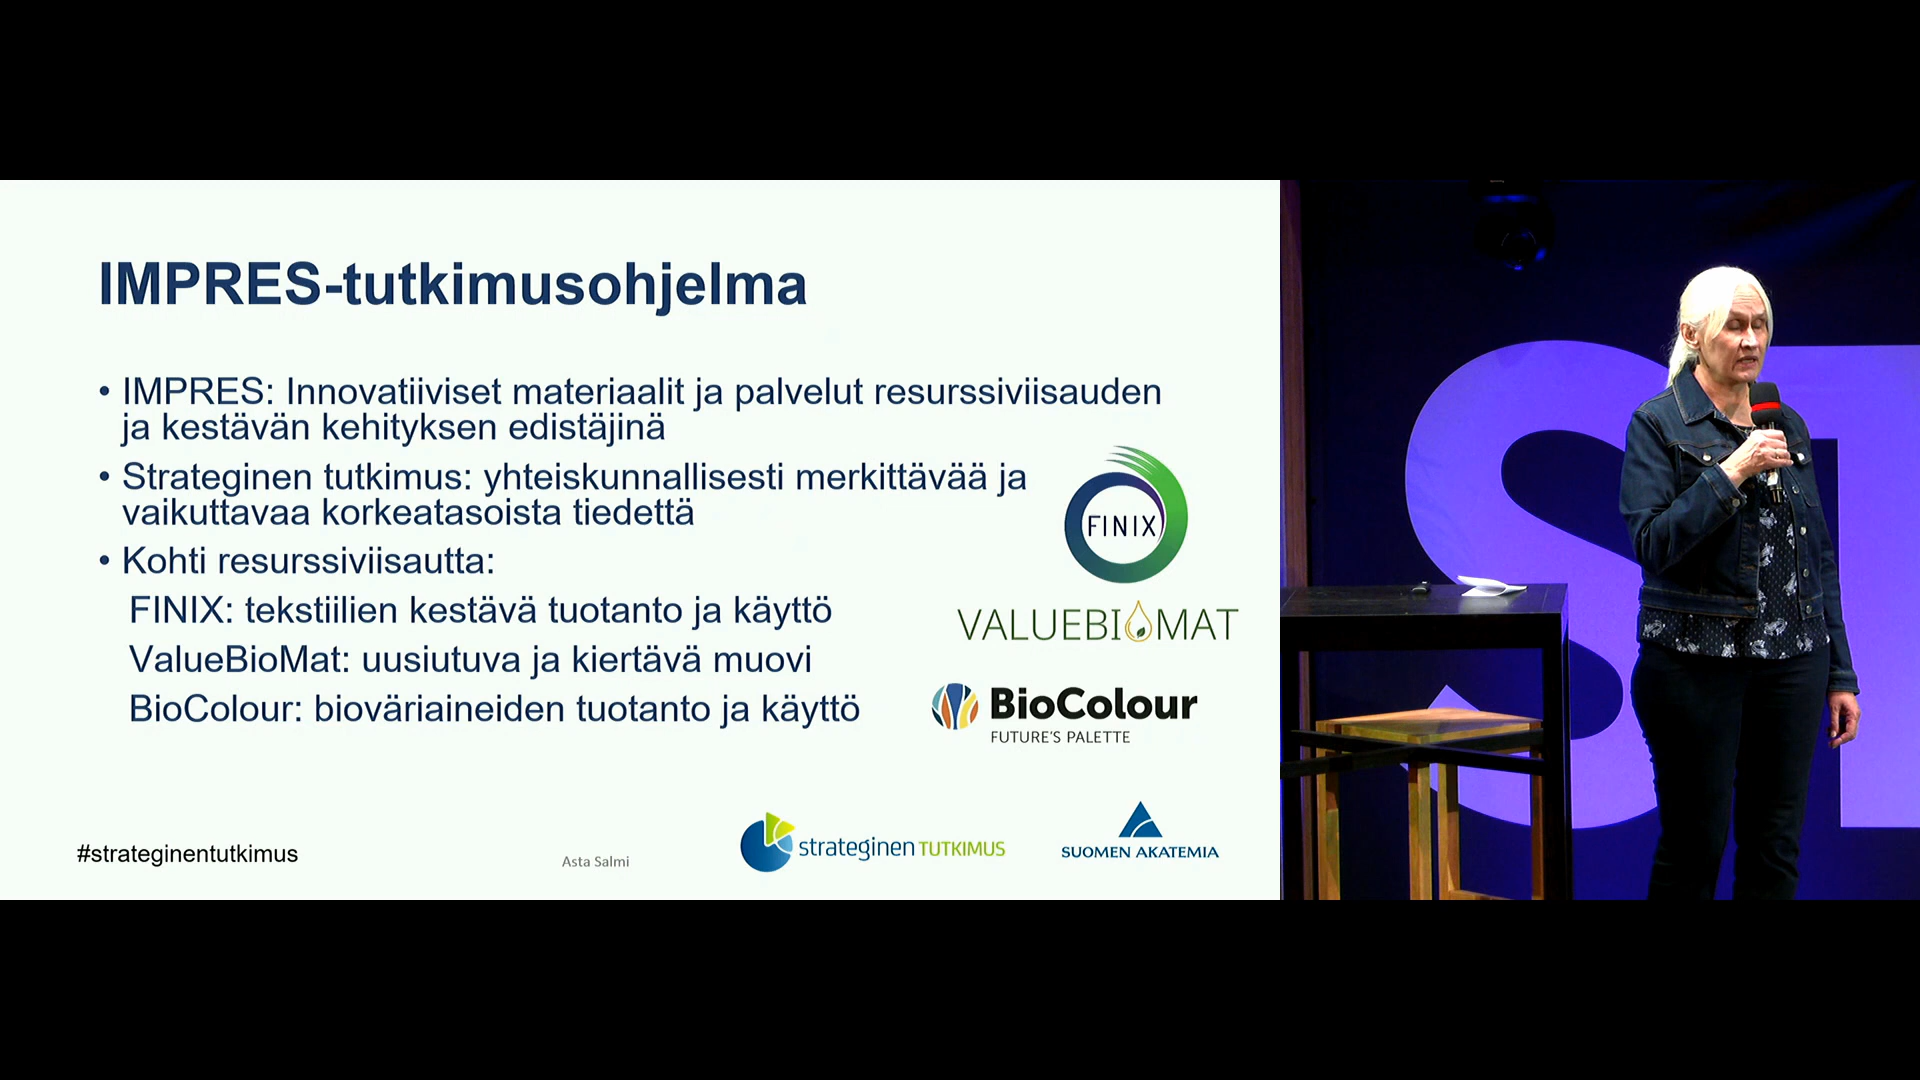 IMPRES-tutkimusohjelma
• IMPRES: Innovatiiviset materiaalit ja palvelut resurssiviisauden
ja kestävän kehityksen edistäjinä
• Strateginen tutkimus: yhteiskunnallisesti merkittävää ja
vaikuttavaa korkeatasoista tiedettä
• Kohti resurssiviisautta:
FINIX: tekstiilien kestävä tuotanto ja käyttö
ValueBioMat: uusiutuva ja kiertävä muovi
BioColour: bioväriaineiden tuotanto ja käyttö
FINIX
VALUEBIOMAT
BioColour
FUTURE'S PALETTE
#strateginentutkimus
Asta Salmi
strateginen TUTKIMUS
SUOMEN AKATEMIA
ST